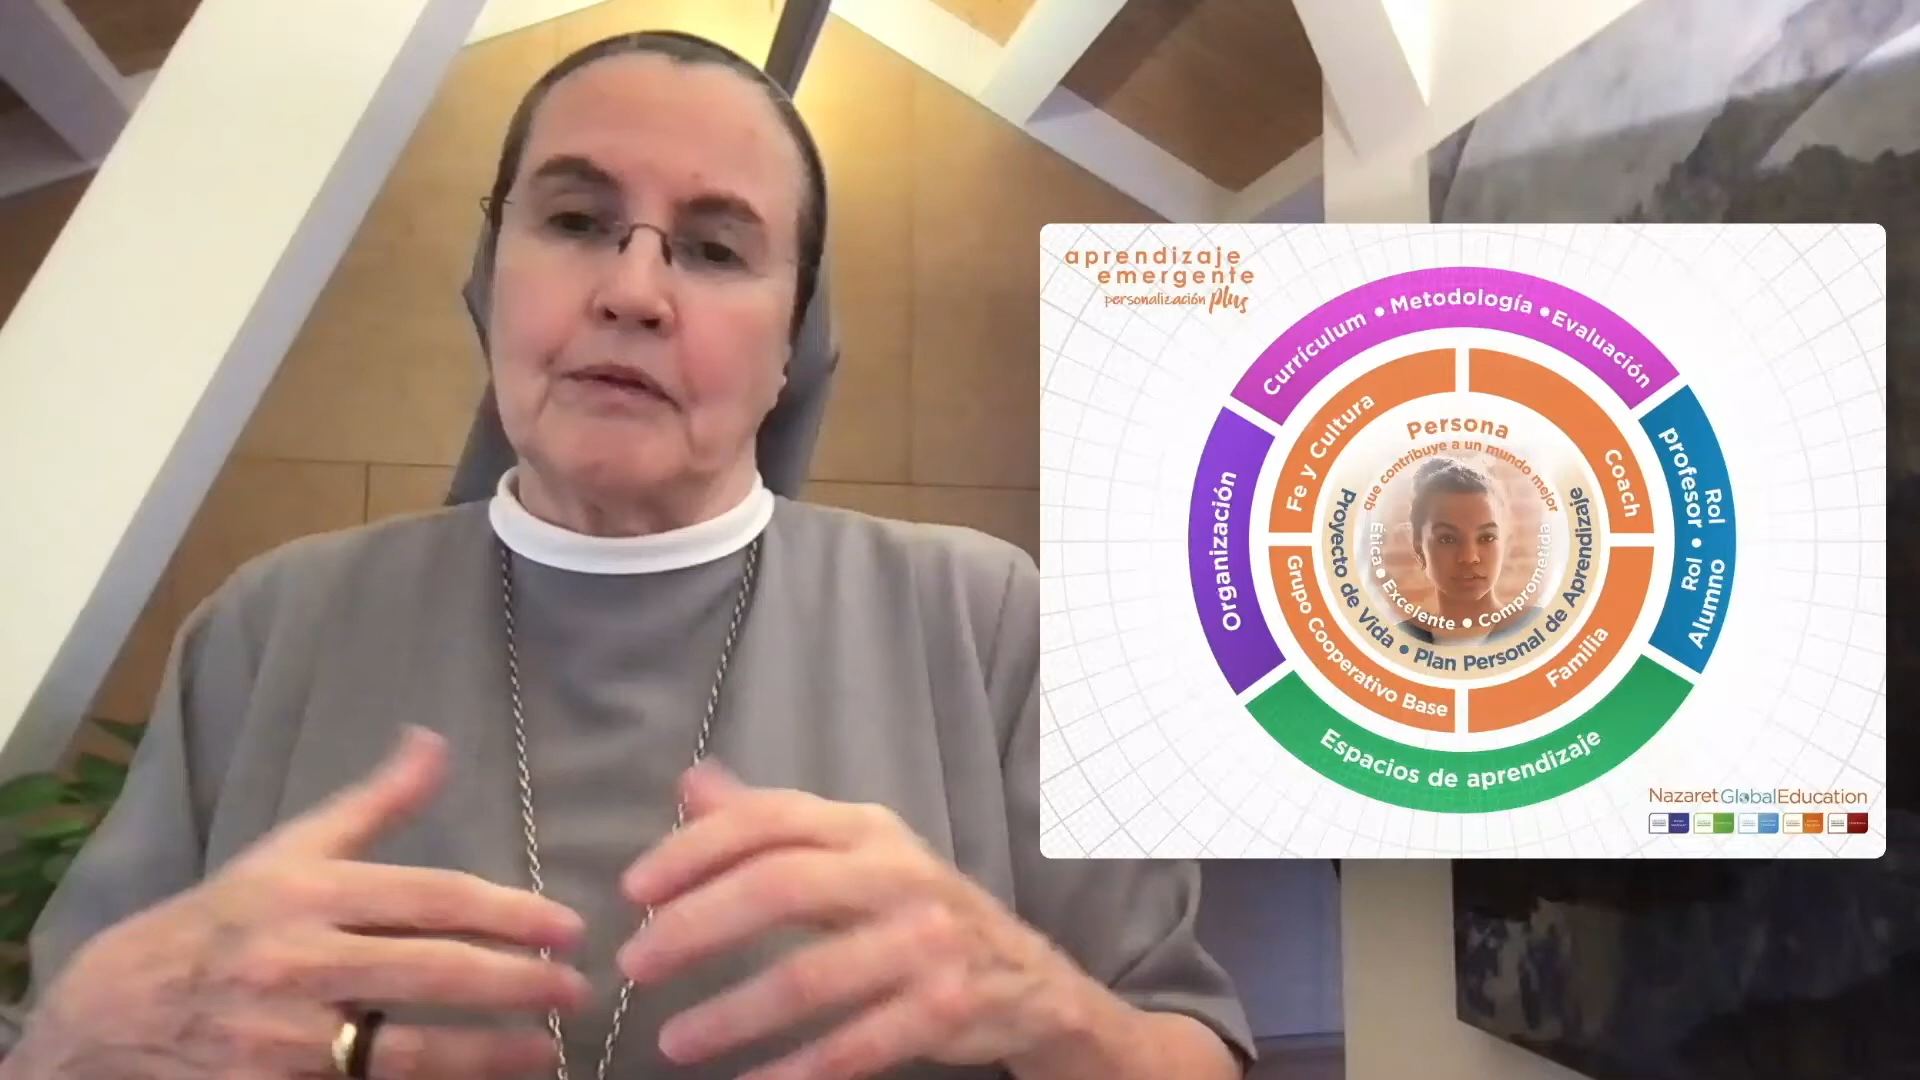 aprendizaje
emergente
personalización Plus
Currículum • Metodología • Evaluación
Organización
Rol
profesor • Rol
Alumno
Espacios de aprendizaje
Fe y Cultura
Coach
Grupo Cooperativo Base
Familia
Persona
que contribuye a un mundo mejor
Ética • Excelente • Comprometida
Proyecto de Vida • Plan Personal de Aprendizaje
NazaretGlobalEducation